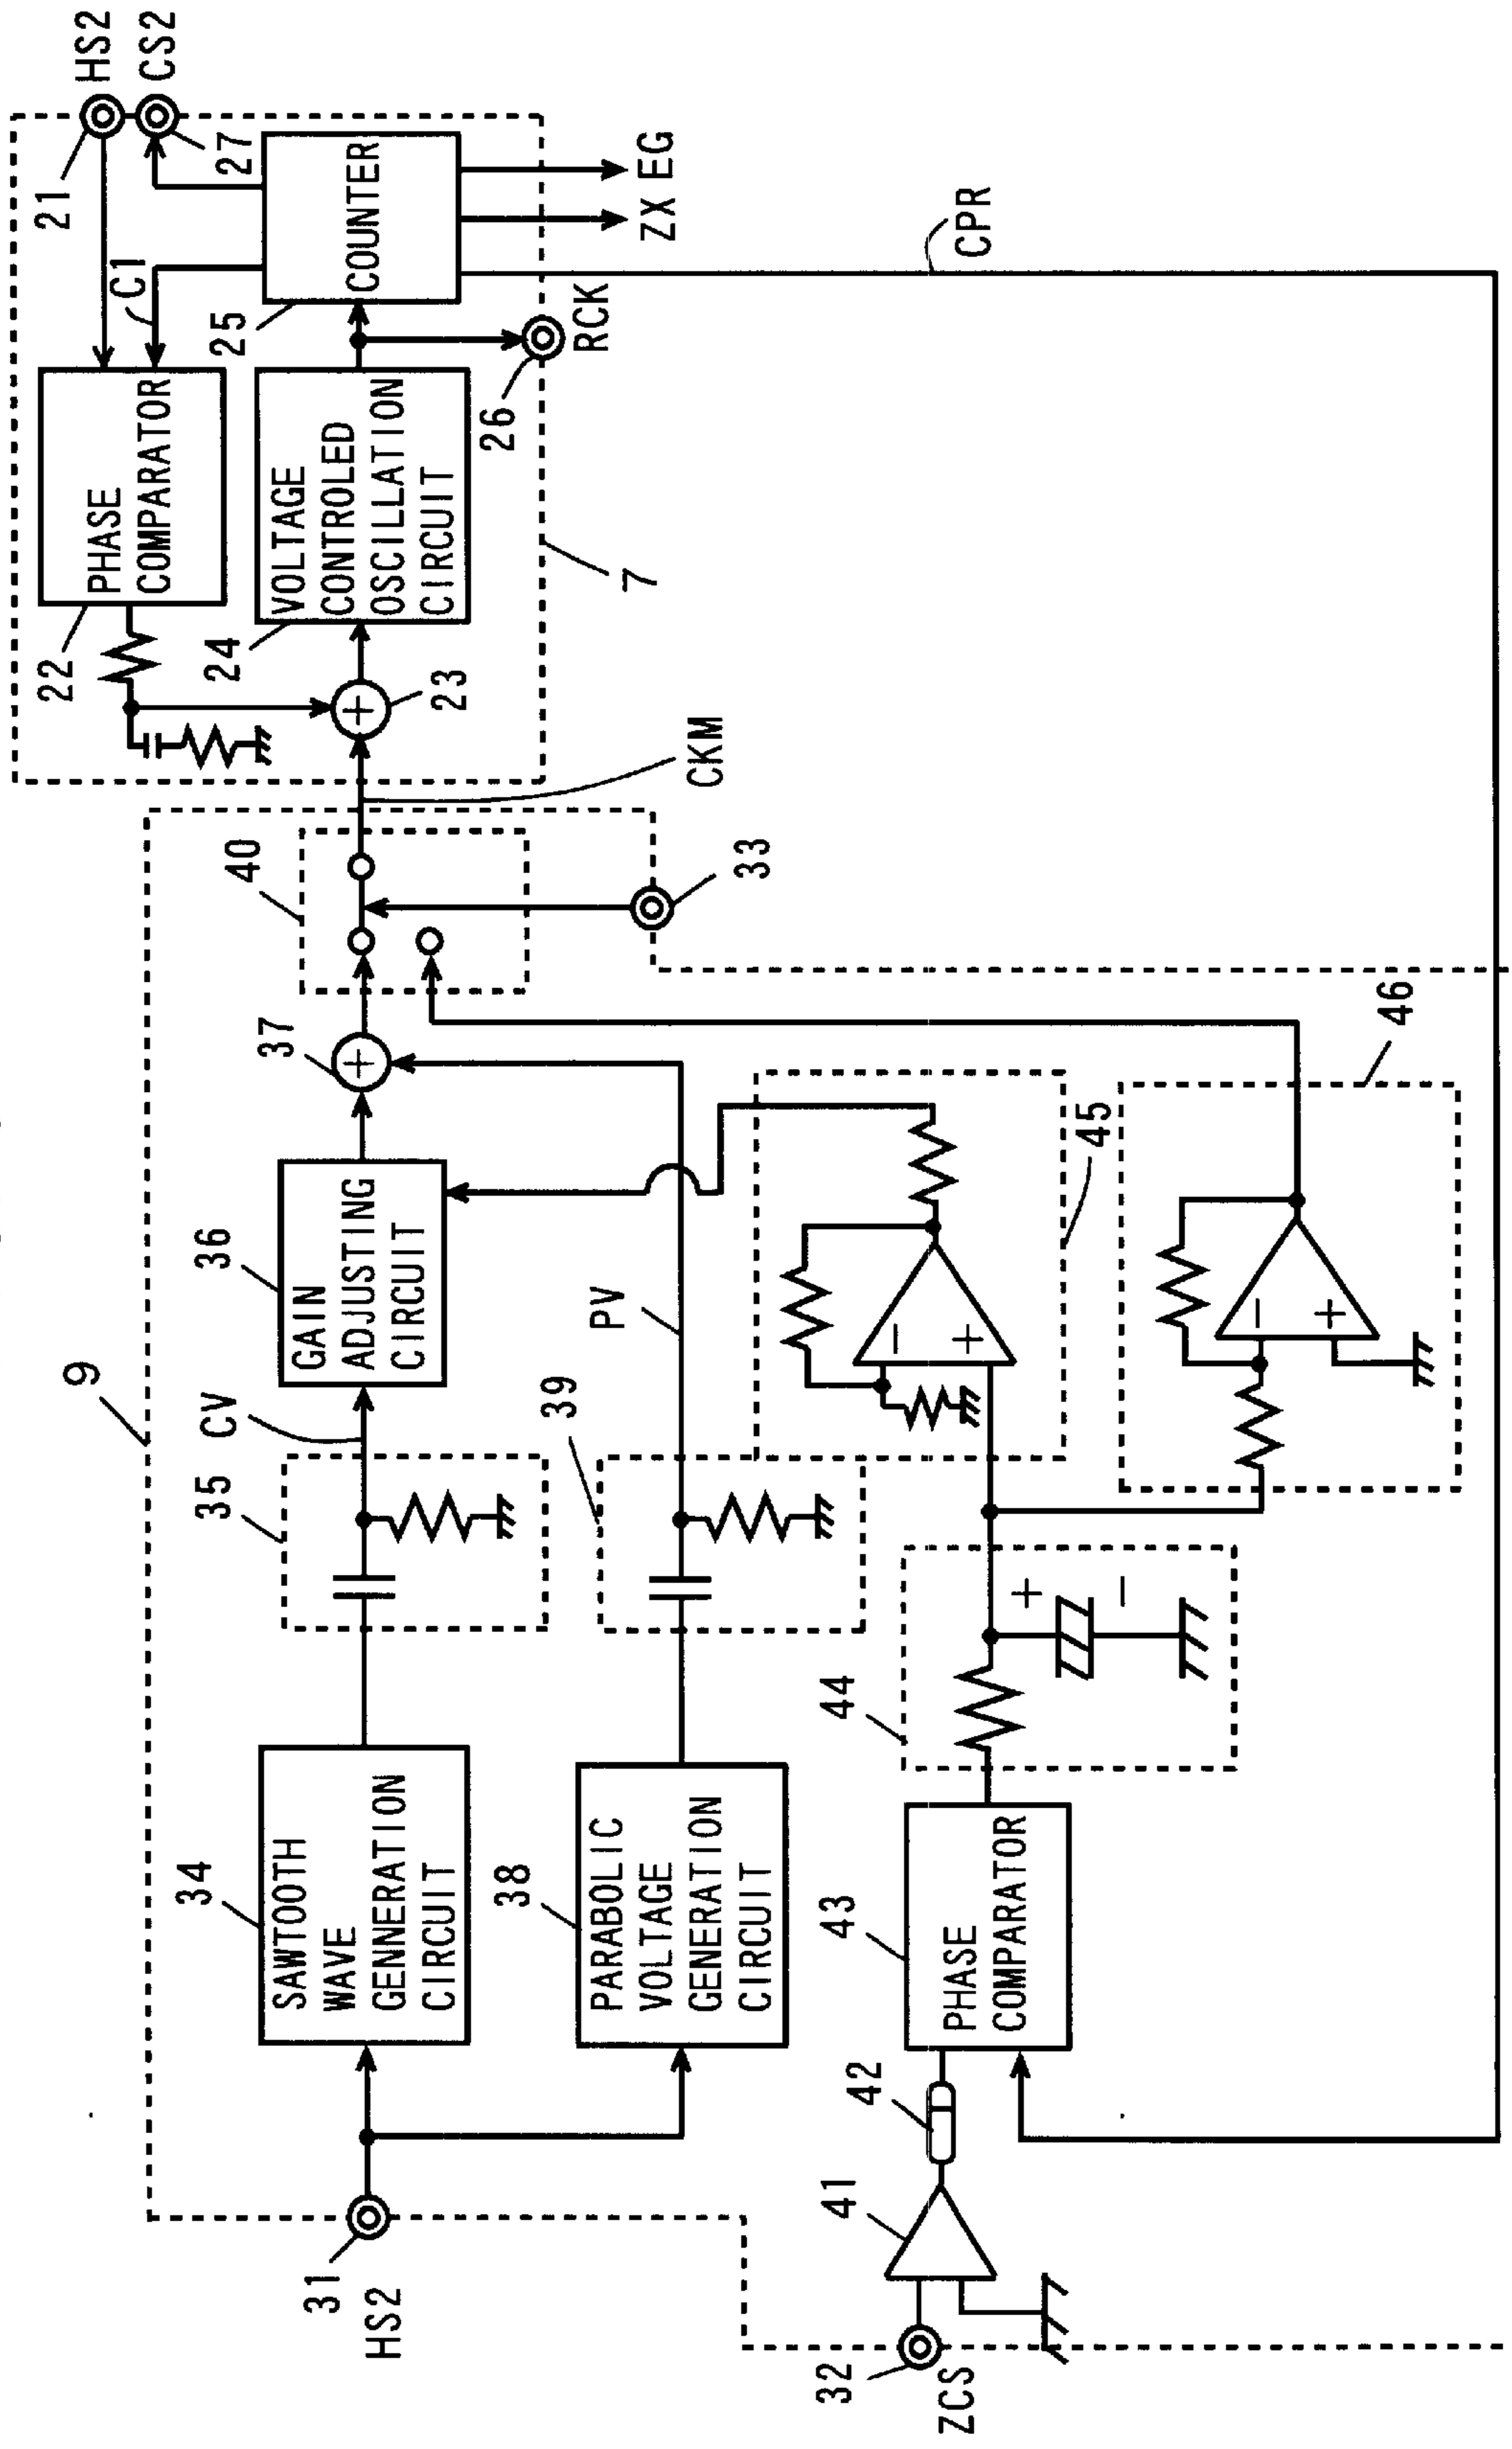 9
31
HS2
34
SAWTOOTH
WAVE
GENNERATION
CIRCUIT
35
CV
36
GAIN
ADJUSTING
CIRCUIT
37
40
CKM
33
38
PARABOLIC
VOLTAGE
GENERATION
CIRCUIT
39
PV
32
ZCS
41
42
43
PHASE
COMPARATOR
44
+
−
45
−
+
46
−
+
22
PHASE
COMPARATOR
21
HS2
C1
27
CS2
23
+
+
24
VOLTAGE
CONTROLED
OSCILLATION
CIRCUIT
25
COUNTER
26
RCK
ZX
EG
7
CPR